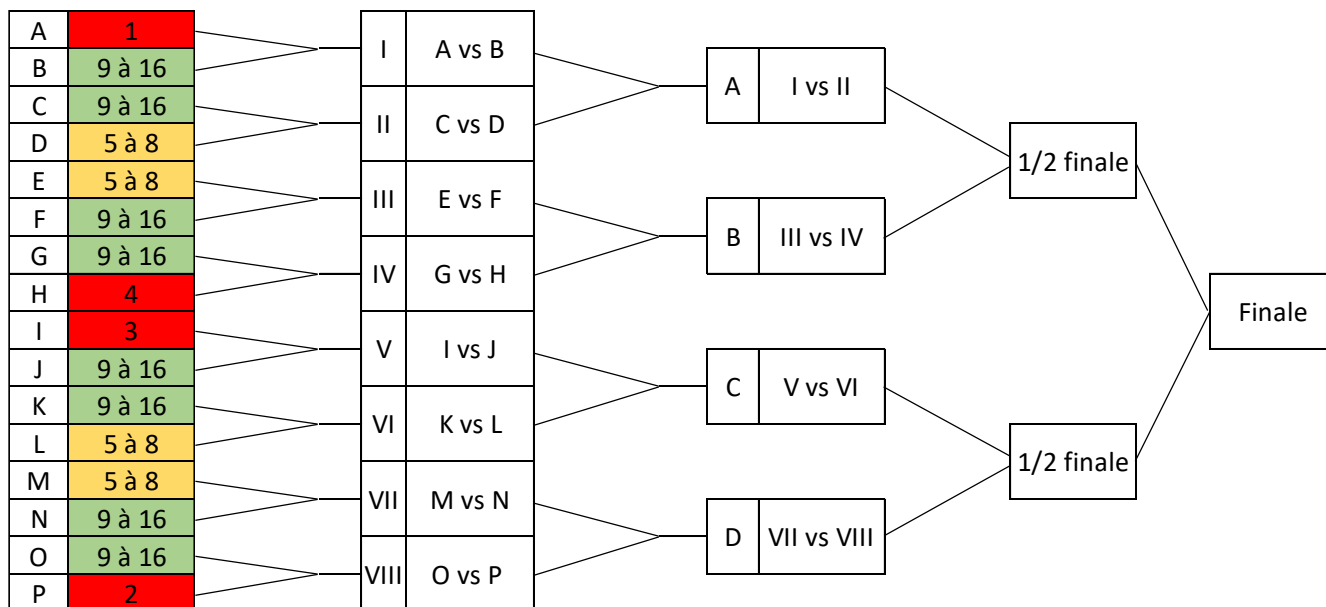 A 1
B 9 à 16
C 9 à 16
D 5 à 8
E 5 à 8
F 9 à 16
G 9 à 16
H 4
I 3
J 9 à 16
K 9 à 16
L 5 à 8
M 5 à 8
N 9 à 16
O 9 à 16
P 2
I A vs B
II C vs D
III E vs F
IV G vs H
V I vs J
VI K vs L
VII M vs N
VIII O vs P
A I vs II
B III vs IV
C V vs VI
D VII vs VIII
1/2 finale
1/2 finale
Finale